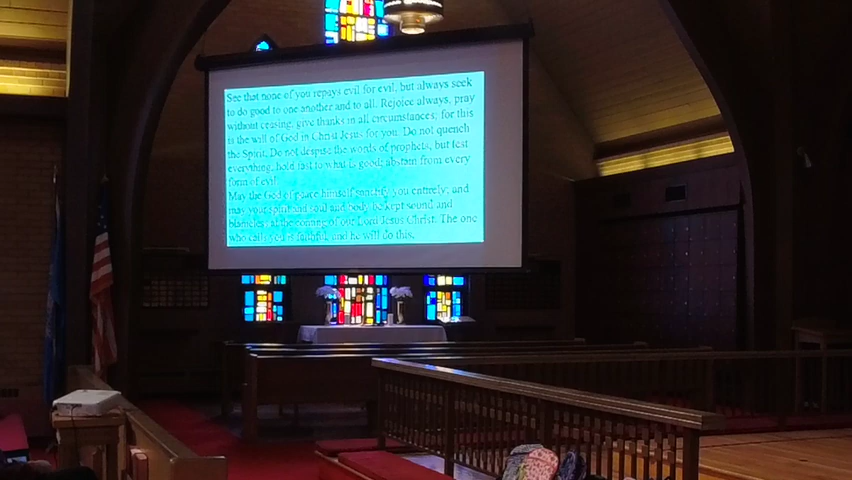 See that none of you repays evil for evil, but always seek
to do good to one another and to all. Rejoice always, pray
without ceasing, give thanks in all circumstances; for this
is the will of God in Christ Jesus for you. Do not quench
the Spirit. Do not despise the words of prophets, but test
everything; hold fast to what is good; abstain from every
form of evil.
May the God of peace himself sanctify you entirely; and
may your spirit and soul and body be kept sound and
blameless at the coming of our Lord Jesus Christ. The one
who calls you is faithful, and he will do this.